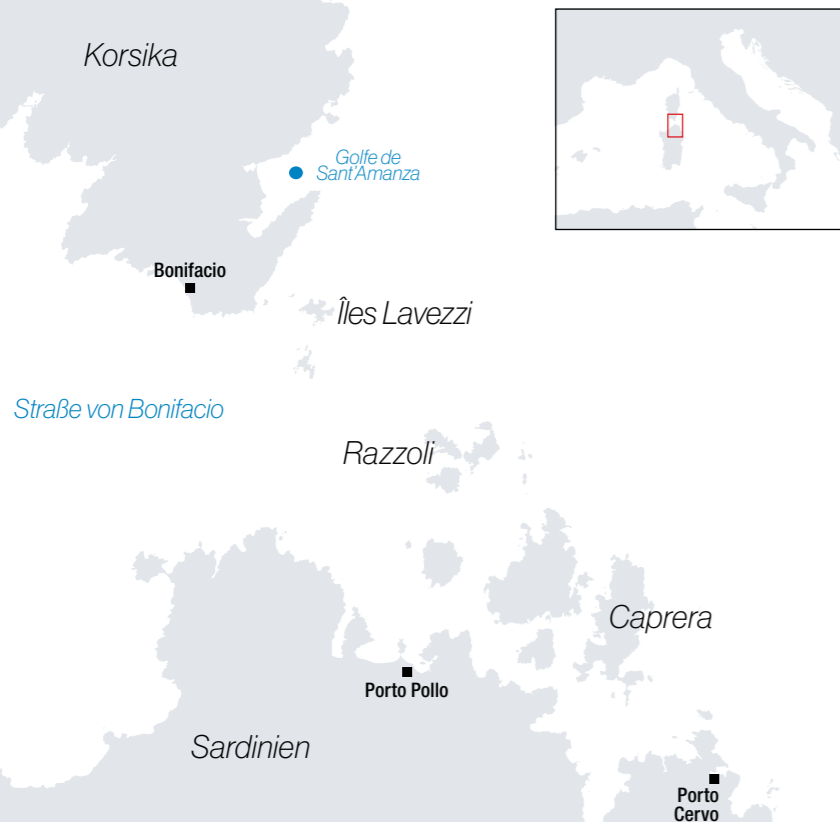 Korsika
Golfe de
Sant'Amanza
Bonifacio
Îles Lavezzi
Straße von Bonifacio
Razzoli
Caprera
Porto Pollo
Sardinien
Porto
Cervo